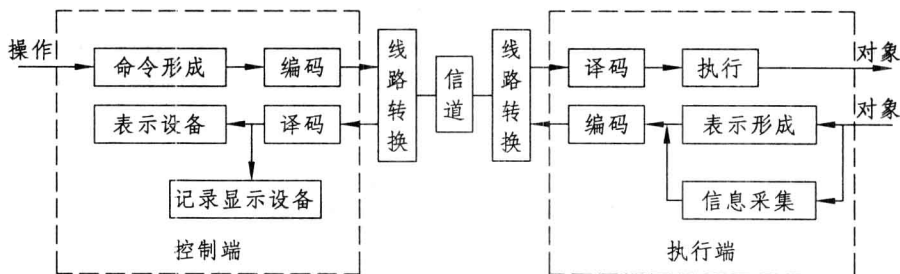 操作
命令形成
编码
线路转换
信道
线路转换
译码
执行
对象
表示设备
译码
编码
表示形成
对象
记录显示设备
信息采集
控制端
执行端